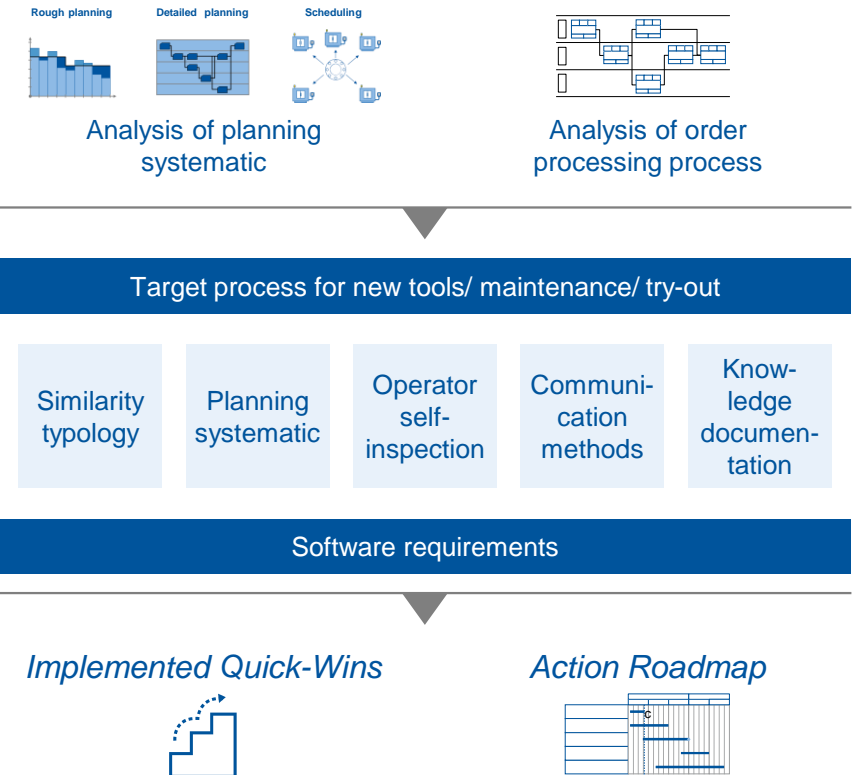 Rough planning
Detailed planning
Scheduling
Analysis of planning
systematic
Analysis of order
processing process
Target process for new tools/ maintenance/ try-out
Similarity
typology
Planning
systematic
Operator
self-
inspection
Communi-
cation
methods
Know-
ledge
documen-
tation
Software requirements
Implemented Quick-Wins
Action Roadmap
C